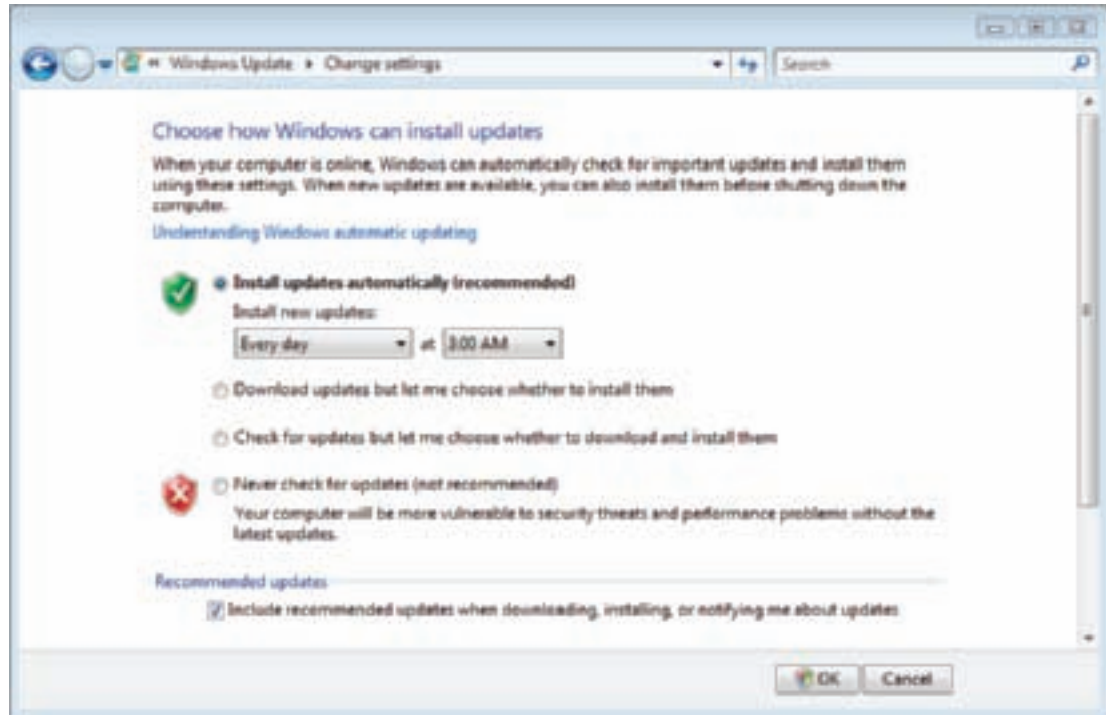 « Windows Update ▸ Change settings
Search
Choose how Windows can install updates
When your computer is online, Windows can automatically check for important updates and install them
using these settings. When new updates are available, you can also install them before shutting down the
computer.
Understanding Windows automatic updating
Install updates automatically (recommended)
Install new updates:
Every day at 3:00 AM
Download updates but let me choose whether to install them
Check for updates but let me choose whether to download and install them
Never check for updates (not recommended)
Your computer will be more vulnerable to security threats and performance problems without the
latest updates.
Recommended updates
Include recommended updates when downloading, installing, or notifying me about updates
OK Cancel